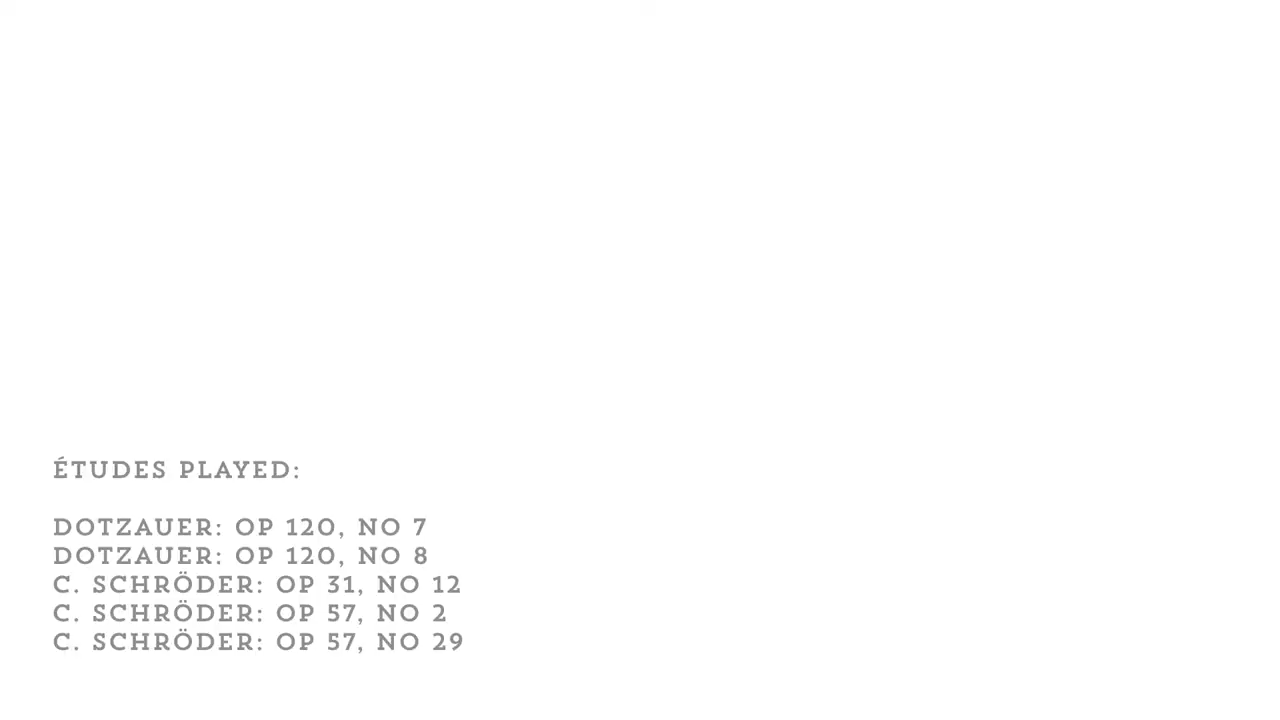 ÉTUDES PLAYED:
DOTZAUER: OP 120, NO 7
DOTZAUER: OP 120, NO 8
C. SCHRÖDER: OP 31, NO 12
C. SCHRÖDER: OP 57, NO 2
C. SCHRÖDER: OP 57, NO 29